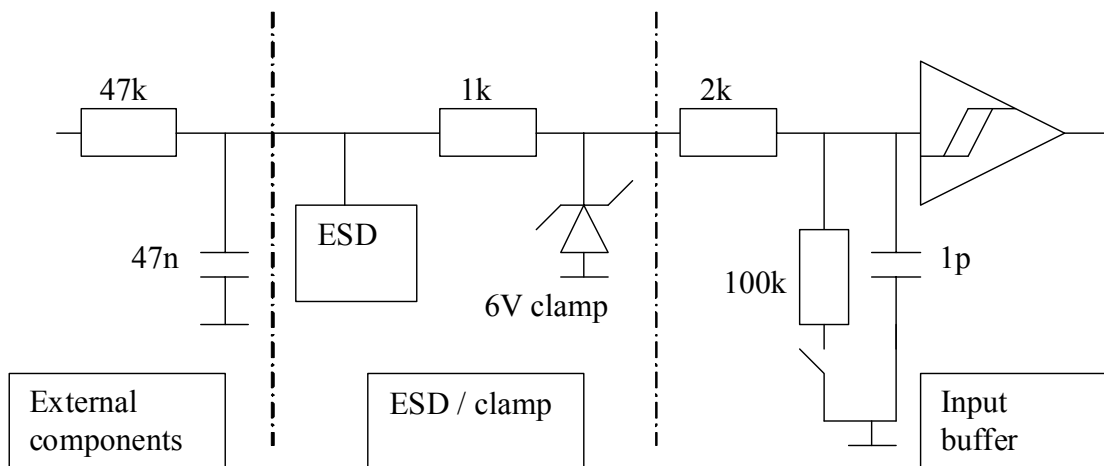 47k
1k
2k
ESD
47n
6V clamp
100k
1p
External
components
ESD / clamp
Input
buffer